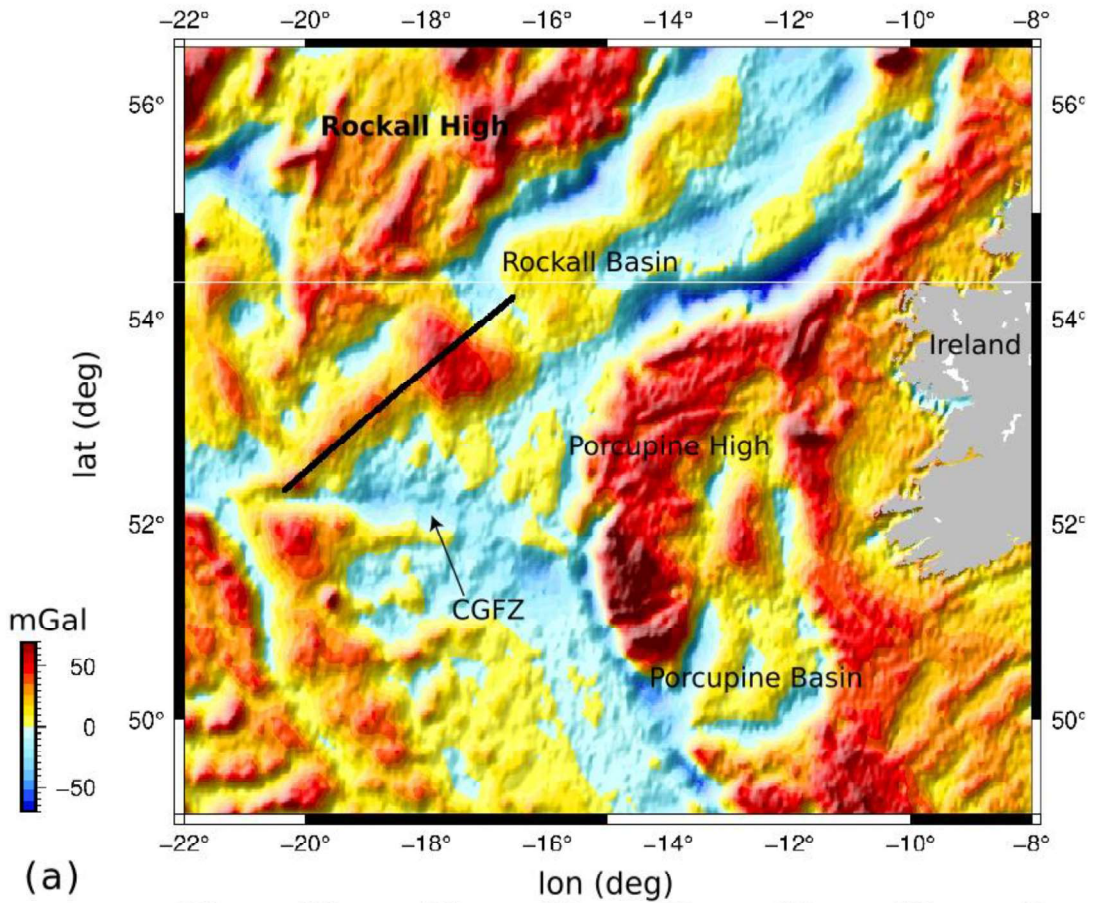 −22° −20° −18° −16° −14° −12° −10° −8°
56° 56°
Rockall High
Rockall Basin
54° 54°
Ireland
lat (deg)
Porcupine High
52° 52°
CGFZ
mGal
50
Porcupine Basin
0
50° 50°
−50
−22° −20° −18° −16° −14° −12° −10° −8°
(a)
lon (deg)